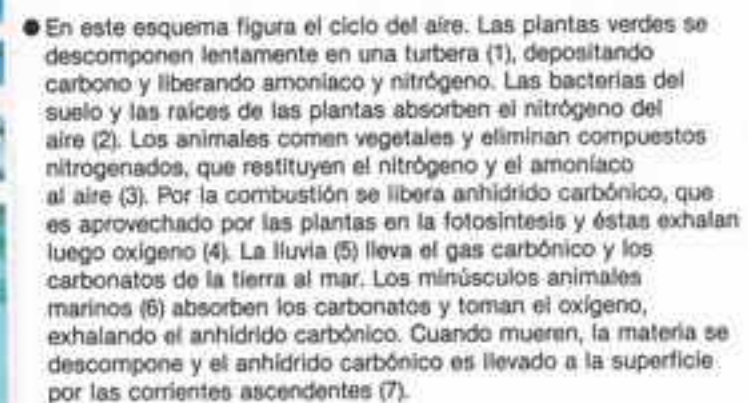 ● En este esquema figura el ciclo del aire. Las plantas verdes se
descomponen lentamente en una turbera (1), depositando
carbono y liberando amoníaco y nitrógeno. Las bacterias del
suelo y las raíces de las plantas absorben el nitrógeno del
aire (2). Los animales comen vegetales y eliminan compuestos
nitrogenados, que restituyen el nitrógeno y el amoníaco
al aire (3). Por la combustión se libera anhídrido carbónico, que
es aprovechado por las plantas en la fotosíntesis y éstas exhalan
luego oxígeno (4). La lluvia (5) lleva el gas carbónico y los
carbonatos de la tierra al mar. Los minúsculos animales
marinos (6) absorben los carbonatos y toman el oxígeno,
exhalando el anhídrido carbónico. Cuando mueren, la materia se
descompone y el anhídrido carbónico es llevado a la superficie
por las corrientes ascendentes (7).